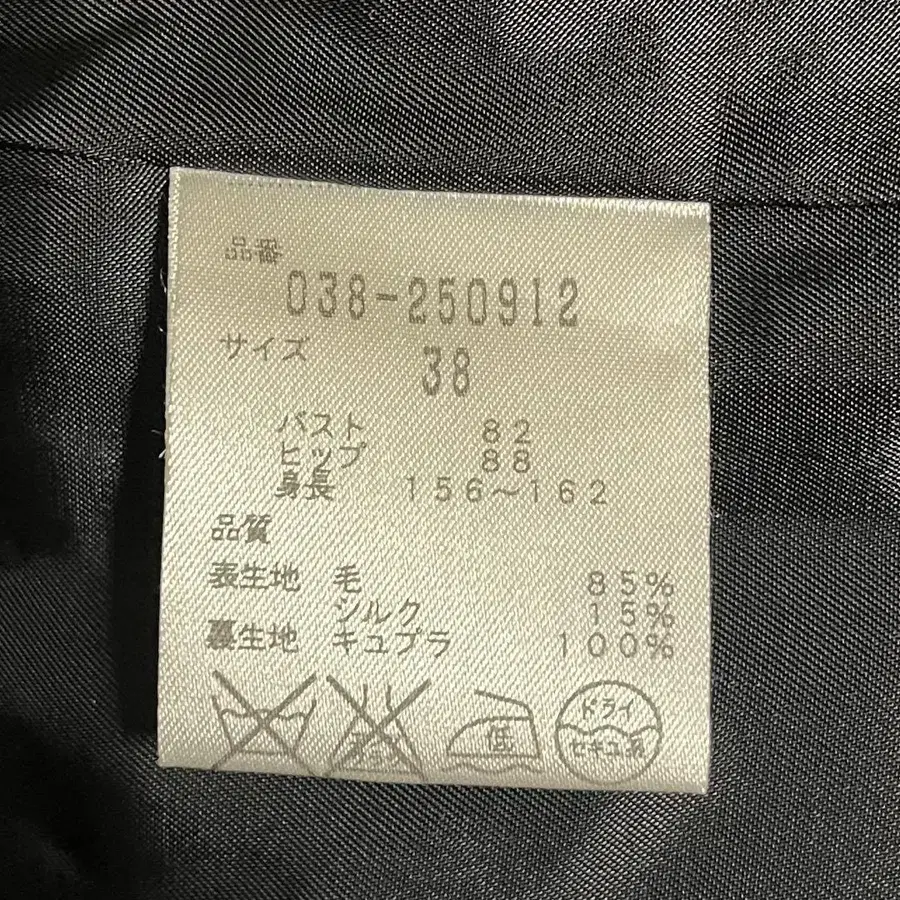 品番
038-250912
サイズ
38
バスト 82
ヒップ 88
身長 156~162
品質
表生地 毛 85%
シルク 15%
裏生地 キュプラ 100%
低
ドライ
セキユ系